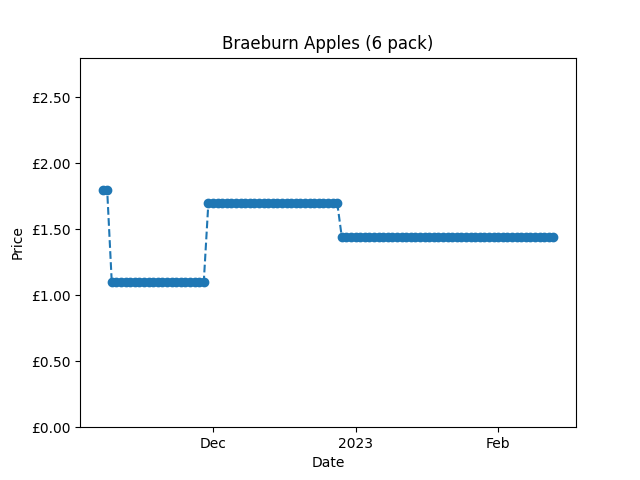 Braeburn Apples (6 pack)
£2.50
£2.00
£1.50
£1.00
£0.50
£0.00
Price
Dec
2023
Feb
Date